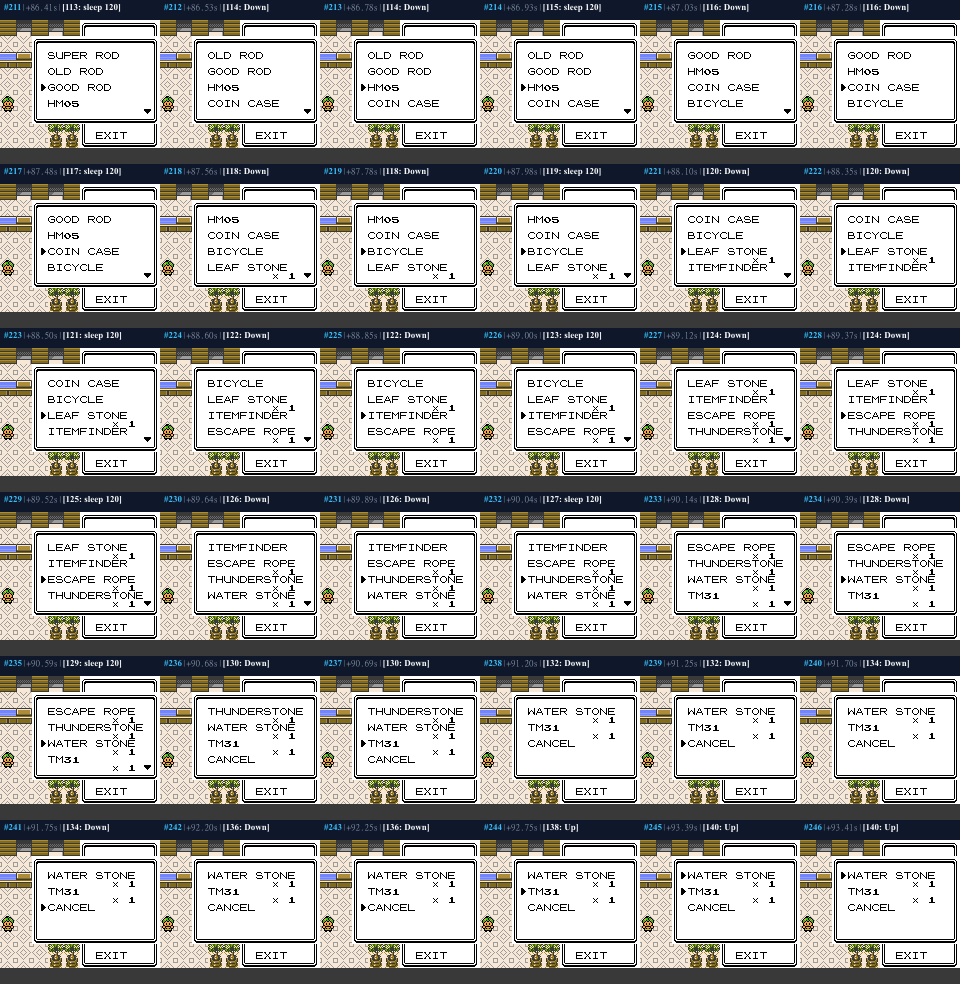 #211|+86.41s|[113: sleep 120]
SUPER ROD
OLD ROD
GOOD ROD
HM05
EXIT
#212|+86.53s|[114: Down]
OLD ROD
GOOD ROD
HM05
COIN CASE
EXIT
#213|+86.78s|[114: Down]
OLD ROD
GOOD ROD
HM05
COIN CASE
EXIT
#214|+86.93s|[115: sleep 120]
OLD ROD
GOOD ROD
HM05
COIN CASE
EXIT
#215|+87.03s|[116: Down]
GOOD ROD
HM05
COIN CASE
BICYCLE
EXIT
#216|+87.28s|[116: Down]
GOOD ROD
HM05
COIN CASE
BICYCLE
EXIT
#217|+87.48s|[117: sleep 120]
GOOD ROD
HM05
COIN CASE
BICYCLE
EXIT
#218|+87.56s|[118: Down]
HM05
COIN CASE
BICYCLE
LEAF STONE
× 1
EXIT
#219|+87.78s|[118: Down]
HM05
COIN CASE
BICYCLE
LEAF STONE
× 1
EXIT
#220|+87.98s|[119: sleep 120]
HM05
COIN CASE
BICYCLE
LEAF STONE
× 1
EXIT
#221|+88.10s|[120: Down]
COIN CASE
BICYCLE
LEAF STONE
× 1
ITEMFINDER
EXIT
#222|+88.35s|[120: Down]
COIN CASE
BICYCLE
LEAF STONE
× 1
ITEMFINDER
EXIT
#223|+88.50s|[121: sleep 120]
COIN CASE
BICYCLE
LEAF STONE
× 1
ITEMFINDER
EXIT
#224|+88.60s|[122: Down]
BICYCLE
LEAF STONE
× 1
ITEMFINDER
ESCAPE ROPE
× 1
EXIT
#225|+88.85s|[122: Down]
BICYCLE
LEAF STONE
× 1
ITEMFINDER
ESCAPE ROPE
× 1
EXIT
#226|+89.00s|[123: sleep 120]
BICYCLE
LEAF STONE
× 1
ITEMFINDER
ESCAPE ROPE
× 1
EXIT
#227|+89.12s|[124: Down]
LEAF STONE
× 1
ITEMFINDER
ESCAPE ROPE
× 1
THUNDERSTONE
× 1
EXIT
#228|+89.37s|[124: Down]
LEAF STONE
× 1
ITEMFINDER
ESCAPE ROPE
× 1
THUNDERSTONE
× 1
EXIT
#229|+89.52s|[125: sleep 120]
LEAF STONE
× 1
ITEMFINDER
ESCAPE ROPE
× 1
THUNDERSTONE
× 1
EXIT
#230|+89.64s|[126: Down]
ITEMFINDER
ESCAPE ROPE
× 1
THUNDERSTONE
× 1
WATER STONE
× 1
EXIT
#231|+89.89s|[126: Down]
ITEMFINDER
ESCAPE ROPE
× 1
THUNDERSTONE
× 1
WATER STONE
× 1
EXIT
#232|+90.04s|[127: sleep 120]
ITEMFINDER
ESCAPE ROPE
× 1
THUNDERSTONE
× 1
WATER STONE
× 1
EXIT
#233|+90.14s|[128: Down]
ESCAPE ROPE
× 1
THUNDERSTONE
× 1
WATER STONE
× 1
TM31
× 1
EXIT
#234|+90.39s|[128: Down]
ESCAPE ROPE
× 1
THUNDERSTONE
× 1
WATER STONE
× 1
TM31
× 1
EXIT
#235|+90.59s|[129: sleep 120]
ESCAPE ROPE
× 1
THUNDERSTONE
× 1
WATER STONE
× 1
TM31
× 1
EXIT
#236|+90.68s|[130: Down]
THUNDERSTONE
× 1
WATER STONE
× 1
TM31
× 1
CANCEL
EXIT
#237|+90.69s|[130: Down]
THUNDERSTONE
× 1
WATER STONE
× 1
TM31
× 1
CANCEL
EXIT
#238|+91.20s|[132: Down]
WATER STONE
× 1
TM31
× 1
CANCEL
EXIT
#239|+91.25s|[132: Down]
WATER STONE
× 1
TM31
× 1
CANCEL
EXIT
#240|+91.70s|[134: Down]
WATER STONE
× 1
TM31
× 1
CANCEL
EXIT
#241|+91.75s|[134: Down]
WATER STONE
× 1
TM31
× 1
CANCEL
EXIT
#242|+92.20s|[136: Down]
WATER STONE
× 1
TM31
× 1
CANCEL
EXIT
#243|+92.25s|[136: Down]
WATER STONE
× 1
TM31
× 1
CANCEL
EXIT
#244|+92.75s|[138: Up]
WATER STONE
× 1
TM31
× 1
CANCEL
EXIT
#245|+93.39s|[140: Up]
WATER STONE
× 1
TM31
× 1
CANCEL
EXIT
#246|+93.41s|[140: Up]
WATER STONE
× 1
TM31
× 1
CANCEL
EXIT